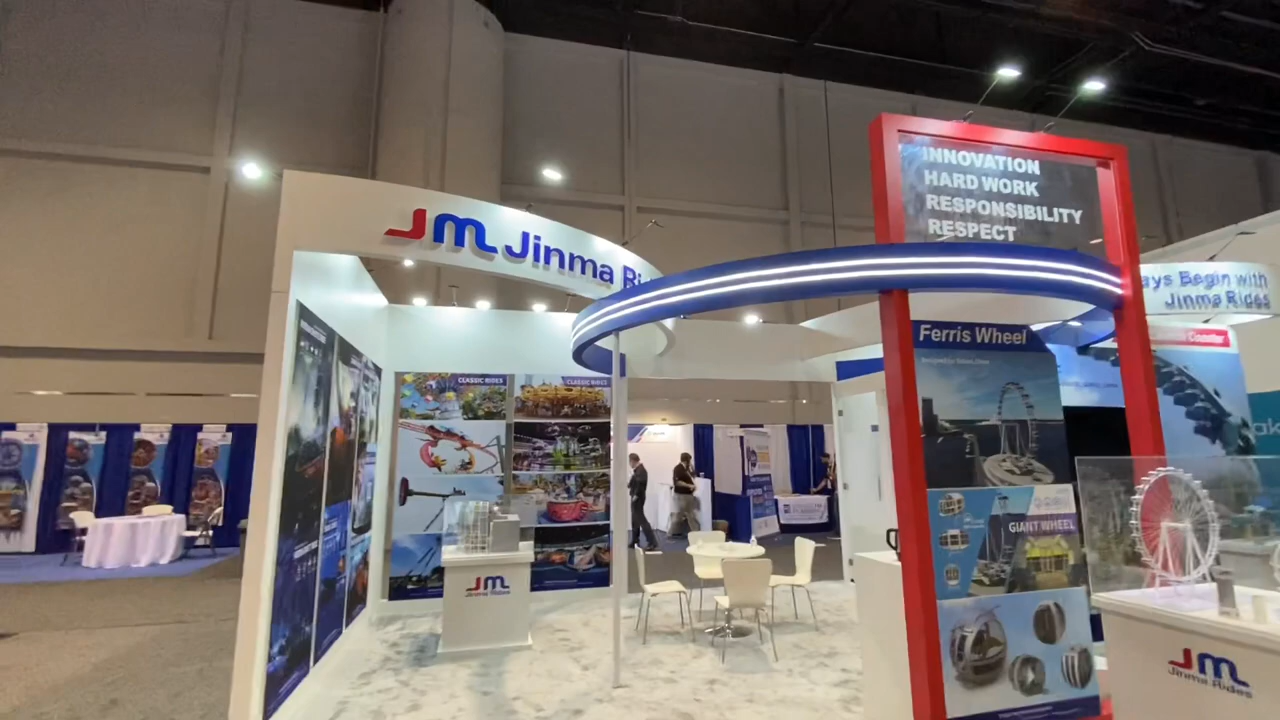 JM Jinma Ri
INNOVATION
HARD WORK
RESPONSIBILITY
RESPECT
ays Begin with
Jinma Rides
Coaster
Ferris Wheel
CLASSIC RIDES
CLASSIC RIDES
GIANT WHEEL
JM
Jinma Rides
JM
Jinma Rides